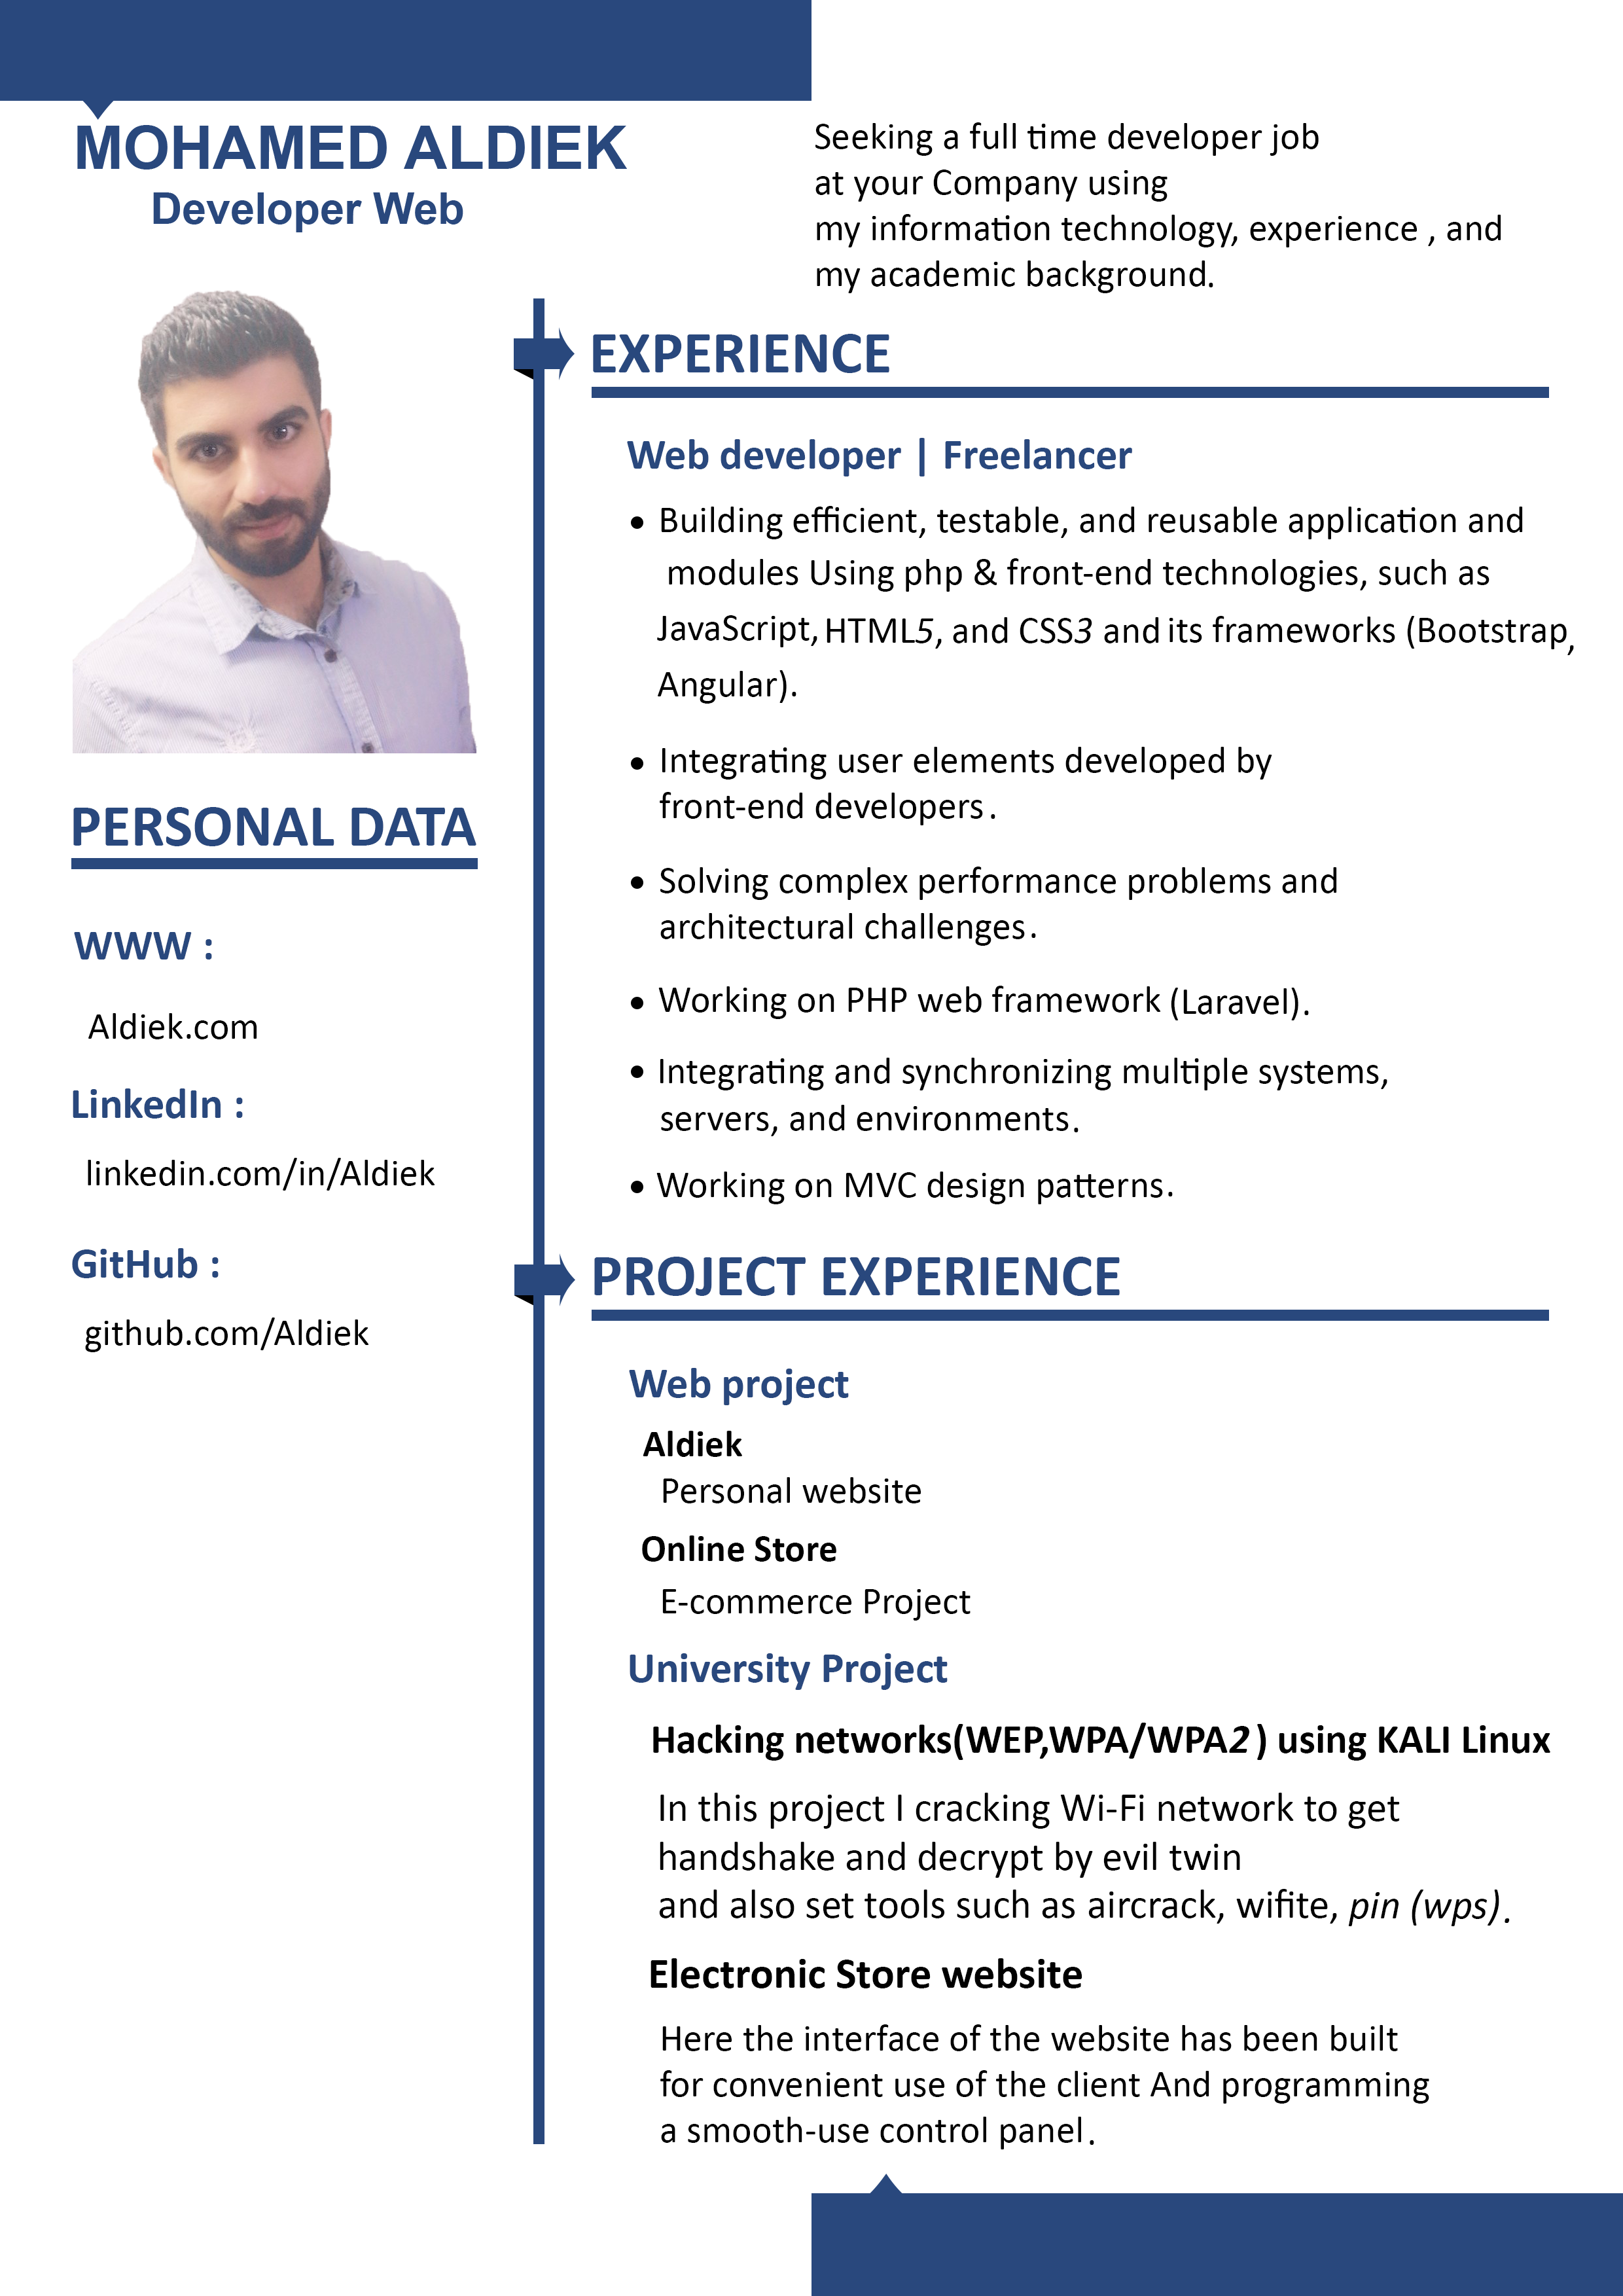 MOHAMED ALDIEK
Developer Web
Seeking a full time developer job
at your Company using
my information technology, experience , and
my academic background.
PERSONAL DATA
WWW :
Aldiek.com
LinkedIn :
linkedin.com/in/Aldiek
GitHub :
github.com/Aldiek
EXPERIENCE
Web developer | Freelancer
• Building efficient, testable, and reusable application and
modules Using php & front-end technologies, such as
JavaScript, HTML5, and CSS3 and its frameworks (Bootstrap,
Angular).
• Integrating user elements developed by
front-end developers.
• Solving complex performance problems and
architectural challenges.
• Working on PHP web framework (Laravel).
• Integrating and synchronizing multiple systems,
servers, and environments.
• Working on MVC design patterns.
PROJECT EXPERIENCE
Web project
Aldiek
Personal website
Online Store
E-commerce Project
University Project
Hacking networks(WEP,WPA/WPA2 ) using KALI Linux
In this project I cracking Wi-Fi network to get
handshake and decrypt by evil twin
and also set tools such as aircrack, wifite, pin (wps).
Electronic Store website
Here the interface of the website has been built
for convenient use of the client And programming
a smooth-use control panel.